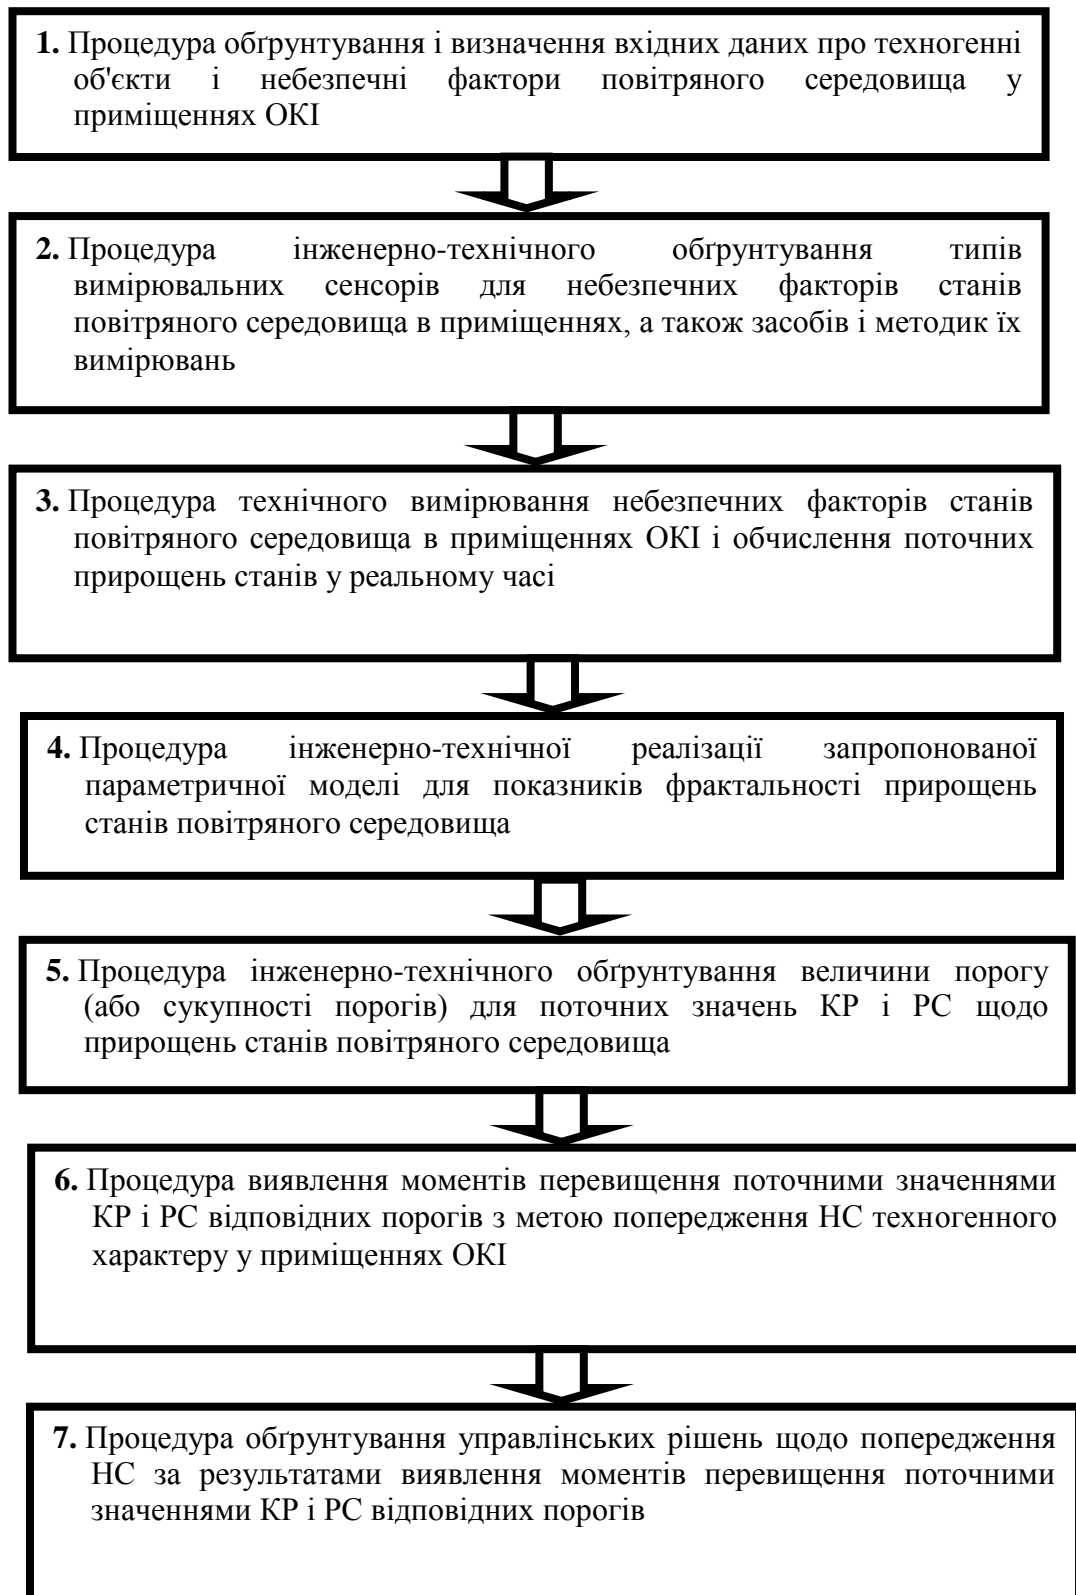 1. Процедура обґрунтування і визначення вхідних даних про техногенні
об'єкти і небезпечні фактори повітряного середовища у
приміщеннях ОКІ
2. Процедура інженерно-технічного обґрунтування типів
вимірювальних сенсорів для небезпечних факторів станів
повітряного середовища в приміщеннях, а також засобів і методик їх
вимірювань
3. Процедура технічного вимірювання небезпечних факторів станів
повітряного середовища в приміщеннях ОКІ і обчислення поточних
прирощень станів у реальному часі
4. Процедура інженерно-технічної реалізації запропонованої
параметричної моделі для показників фрактальності прирощень
станів повітряного середовища
5. Процедура інженерно-технічного обґрунтування величини порогу
(або сукупності порогів) для поточних значень КР і РС щодо
прирощень станів повітряного середовища
6. Процедура виявлення моментів перевищення поточними значеннями
КР і РС відповідних порогів з метою попередження НС техногенного
характеру у приміщеннях ОКІ
7. Процедура обґрунтування управлінських рішень щодо попередження
НС за результатами виявлення моментів перевищення поточними
значеннями КР і РС відповідних порогів